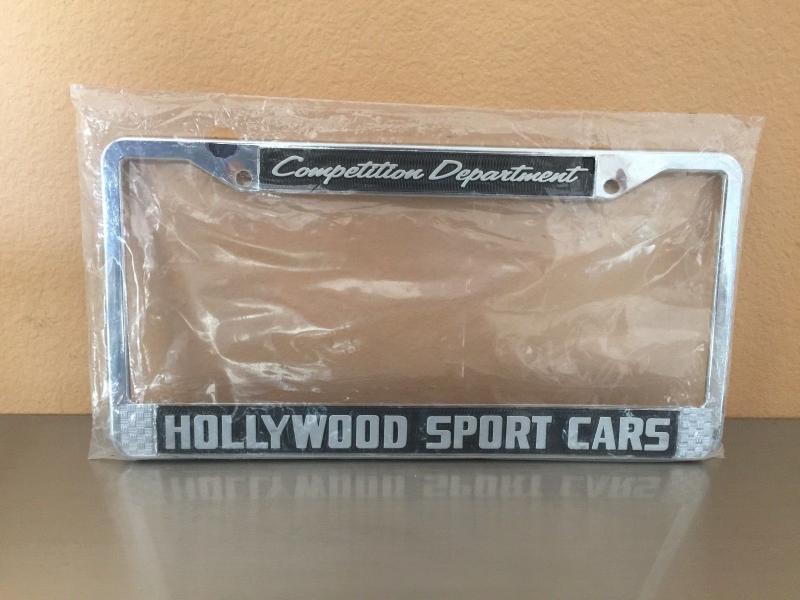 Competition Department
HOLLYWOOD SPORT CARS